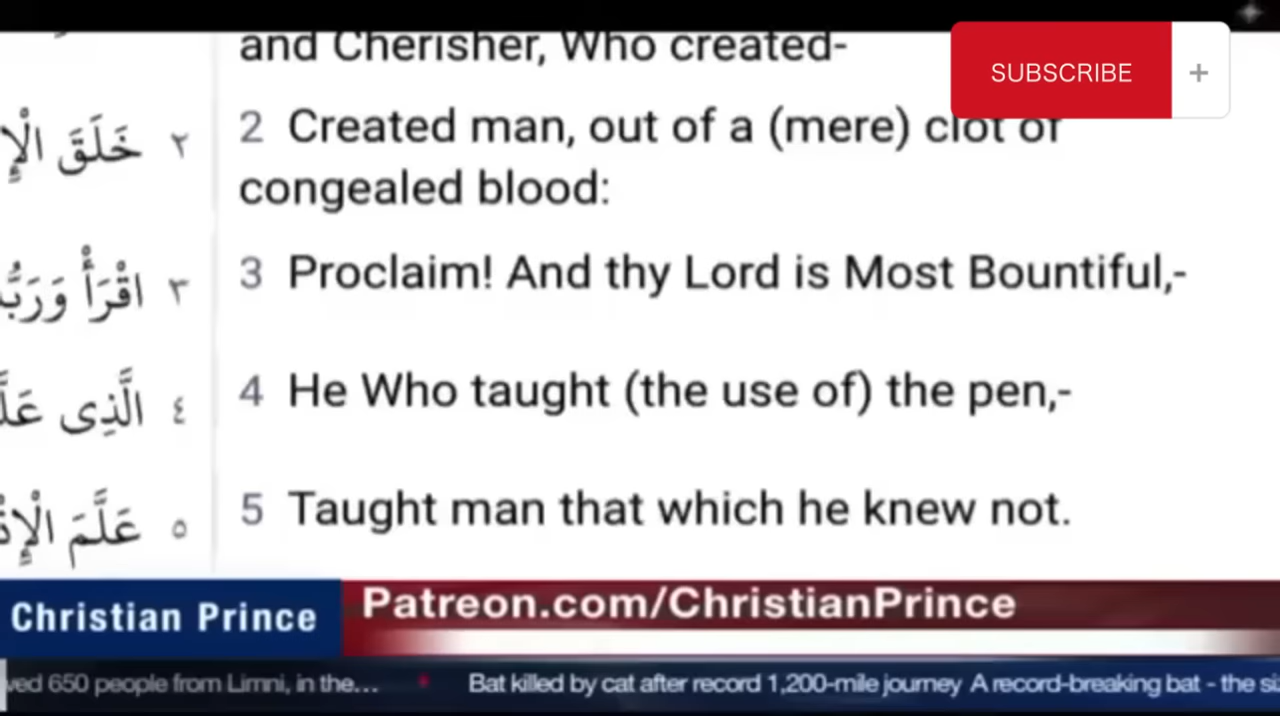 and Cherisher, Who created-
SUBSCRIBE +
٢ خَلَقَ
2 Created man, out of a (mere) clot of
congealed blood:
٣ اقْرَأْ
3 Proclaim! And thy Lord is Most Bountiful,-
٤ الَّذِى
4 He Who taught (the use of) the pen,-
٥ عَلَّمَ
5 Taught man that which he knew not.
Christian Prince
Patreon.com/ChristianPrince
650 people from Limni, in the...
Bat killed by cat after record 1,200-mile journey A record-breaking bat - the